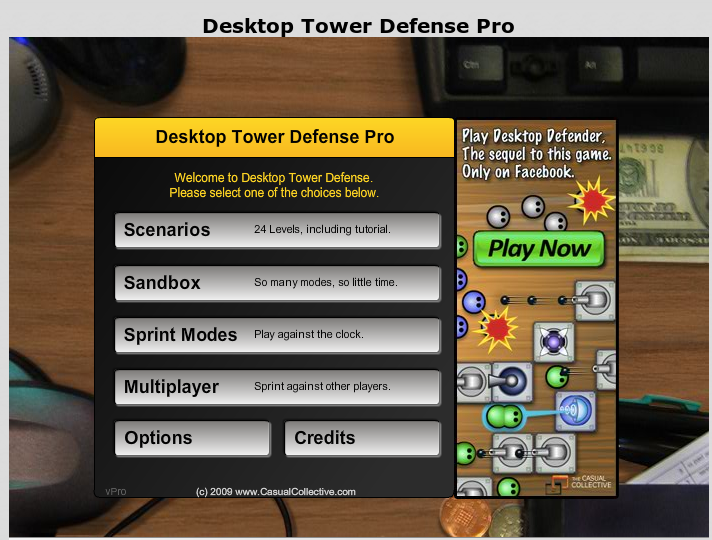 Desktop Tower Defense Pro
Ctrl
Alt
Desktop Tower Defense Pro
Welcome to Desktop Tower Defense.
Please select one of the choices below.
Scenarios 24 Levels, including tutorial.
Sandbox So many modes, so little time.
Sprint Modes Play against the clock.
Multiplayer Sprint against other players.
Options Credits
vPro (c) 2009 www.CasualCollective.com
Play Desktop Defender,
The sequel to this game.
Only on Facebook.
Play Now
THE CASUAL
COLLECTIVE